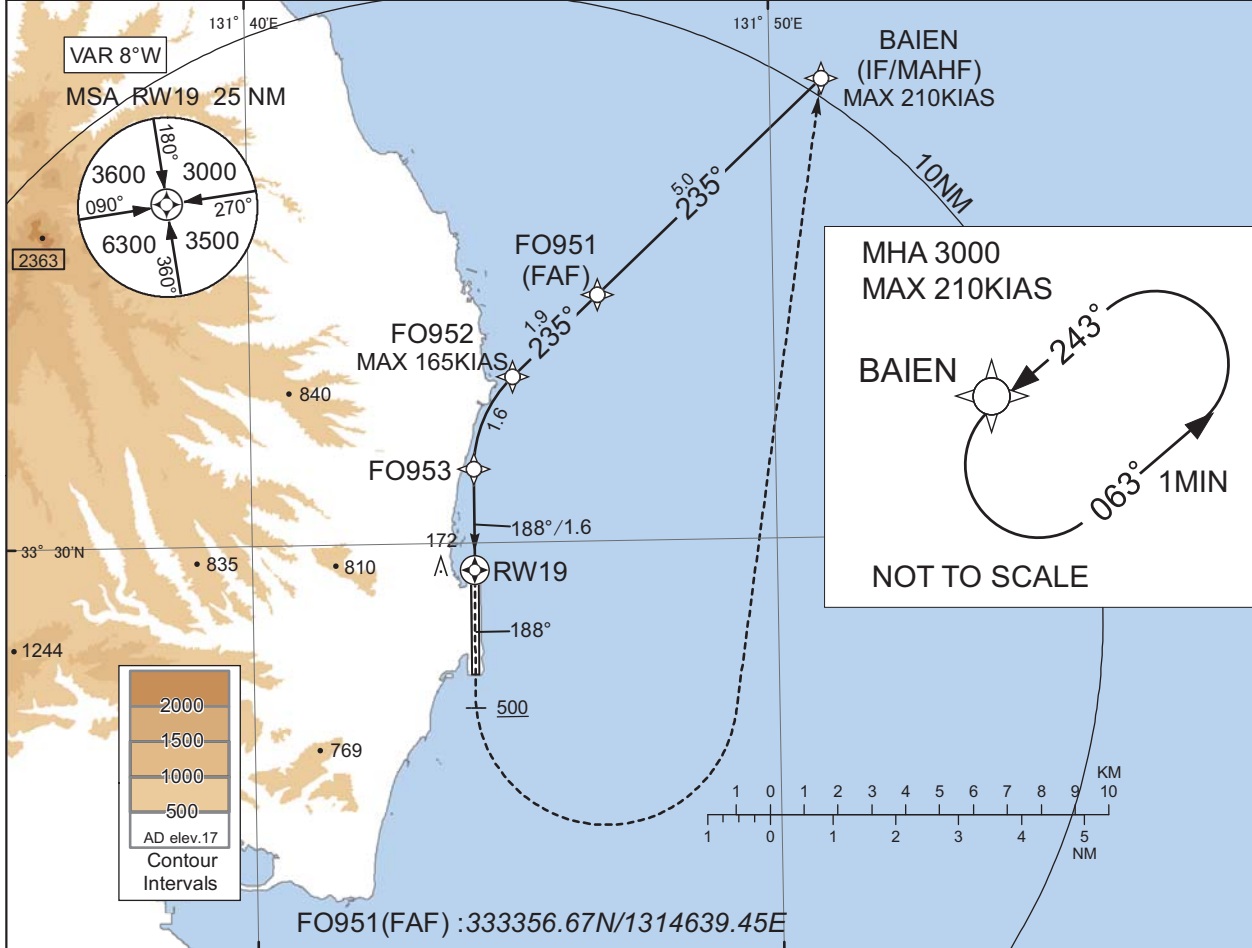 131° 40'E
131° 50'E
VAR 8°W
MSA RW19 25 NM
180°
3600
3000
090°
270°
6300
3500
360°
2363
BAIEN
(IF/MAHF)
MAX 210KIAS
10NM
5.0
235°
FO951
(FAF)
1.9
235°
FO952
MAX 165KIAS
1.6
840
FO953
188°/1.6
172
33° 30'N
835
810
RW19
188°
1244
500
769
MHA 3000
MAX 210KIAS
243°
BAIEN
063°
1MIN
NOT TO SCALE
2000
1500
1000
500
AD elev.17
Contour
Intervals
KM
1 0 1 2 3 4 5 6 7 8 9 10
1 0 1 2 3 4 5
NM
FO951(FAF) :333356.67N/1314639.45E